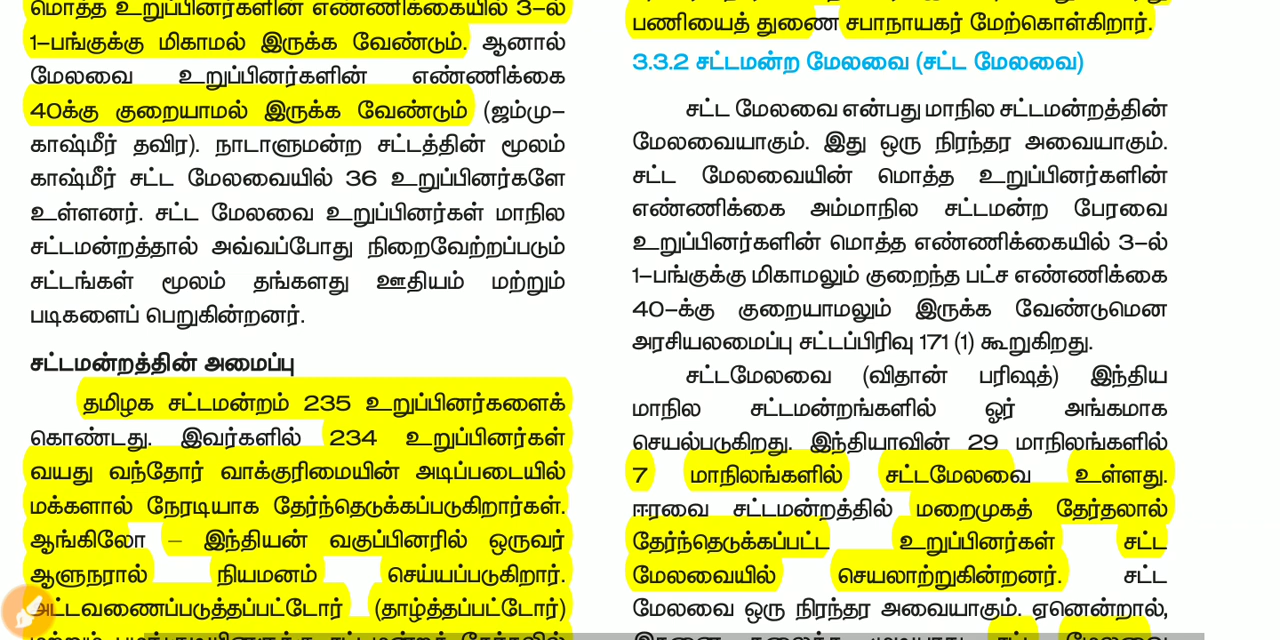 மொத்த உறுப்பினர்களின் எண்ணிக்கையில் 3–ல்
1–பங்குக்கு மிகாமல் இருக்க வேண்டும். ஆனால்
மேலவை உறுப்பினர்களின் எண்ணிக்கை
40க்கு குறையாமல் இருக்க வேண்டும் (ஜம்மு–
காஷ்மீர் தவிர). நாடாளுமன்ற சட்டத்தின் மூலம்
காஷ்மீர் சட்ட மேலவையில் 36 உறுப்பினர்களே
உள்ளனர். சட்ட மேலவை உறுப்பினர்கள் மாநில
சட்டமன்றத்தால் அவ்வப்போது நிறைவேற்றப்படும்
சட்டங்கள் மூலம் தங்களது ஊதியம் மற்றும்
படிகளைப் பெறுகின்றனர்.
சட்டமன்றத்தின் அமைப்பு
தமிழக சட்டமன்றம் 235 உறுப்பினர்களைக்
கொண்டது. இவர்களில் 234 உறுப்பினர்கள்
வயது வந்தோர் வாக்குரிமையின் அடிப்படையில்
மக்களால் நேரடியாக தேர்ந்தெடுக்கப்படுகிறார்கள்.
ஆங்கிலோ – இந்தியன் வகுப்பினரில் ஒருவர்
ஆளுநரால் நியமனம் செய்யப்படுகிறார்.
அட்டவணைப்படுத்தப்பட்டோர் (தாழ்த்தப்பட்டோர்)
பணியைத் துணை சபாநாயகர் மேற்கொள்கிறார்.
3.3.2 சட்டமன்ற மேலவை (சட்ட மேலவை)
சட்ட மேலவை என்பது மாநில சட்டமன்றத்தின்
மேலவையாகும். இது ஒரு நிரந்தர அவையாகும்.
சட்ட மேலவையின் மொத்த உறுப்பினர்களின்
எண்ணிக்கை அம்மாநில சட்டமன்ற பேரவை
உறுப்பினர்களின் மொத்த எண்ணிக்கையில் 3–ல்
1–பங்குக்கு மிகாமலும் குறைந்த பட்ச எண்ணிக்கை
40–க்கு குறையாமலும் இருக்க வேண்டுமென
அரசியலமைப்பு சட்டப்பிரிவு 171 (1) கூறுகிறது.
சட்டமேலவை (விதான் பரிஷத்) இந்திய
மாநில சட்டமன்றங்களில் ஓர் அங்கமாக
செயல்படுகிறது. இந்தியாவின் 29 மாநிலங்களில்
7 மாநிலங்களில் சட்டமேலவை உள்ளது.
ஈரவை சட்டமன்றத்தில் மறைமுகத் தேர்தலால்
தேர்ந்தெடுக்கப்பட்ட உறுப்பினர்கள் சட்ட
மேலவையில் செயலாற்றுகின்றனர். சட்ட
மேலவை ஒரு நிரந்தர அவையாகும். ஏனென்றால்,